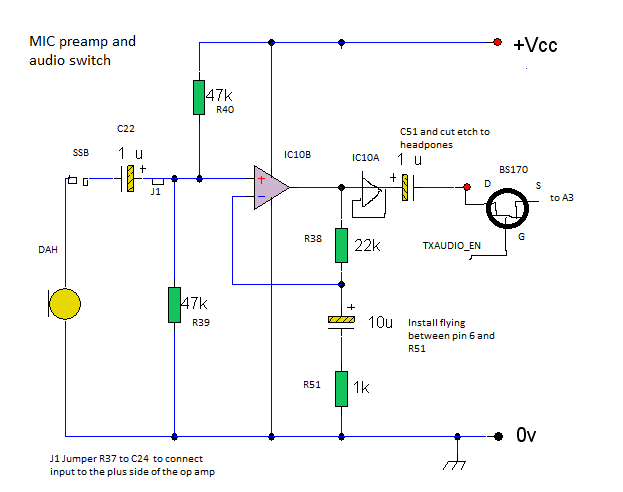 MIC preamp and
audio switch
+Vcc
47k
R40
C22
SSB
1 u
+
J1
IC10B
IC10A
C51 and cut etch to
headpones
1 u
+
BS170
D
S
to A3
G
TXAUDIO_EN
+
-
R38
22k
DAH
47k
R39
+
10u
Install flying
between pin 6 and
R51
R51
1k
0v
J1 Jumper R37 to C24 to connect
input to the plus side of the op amp